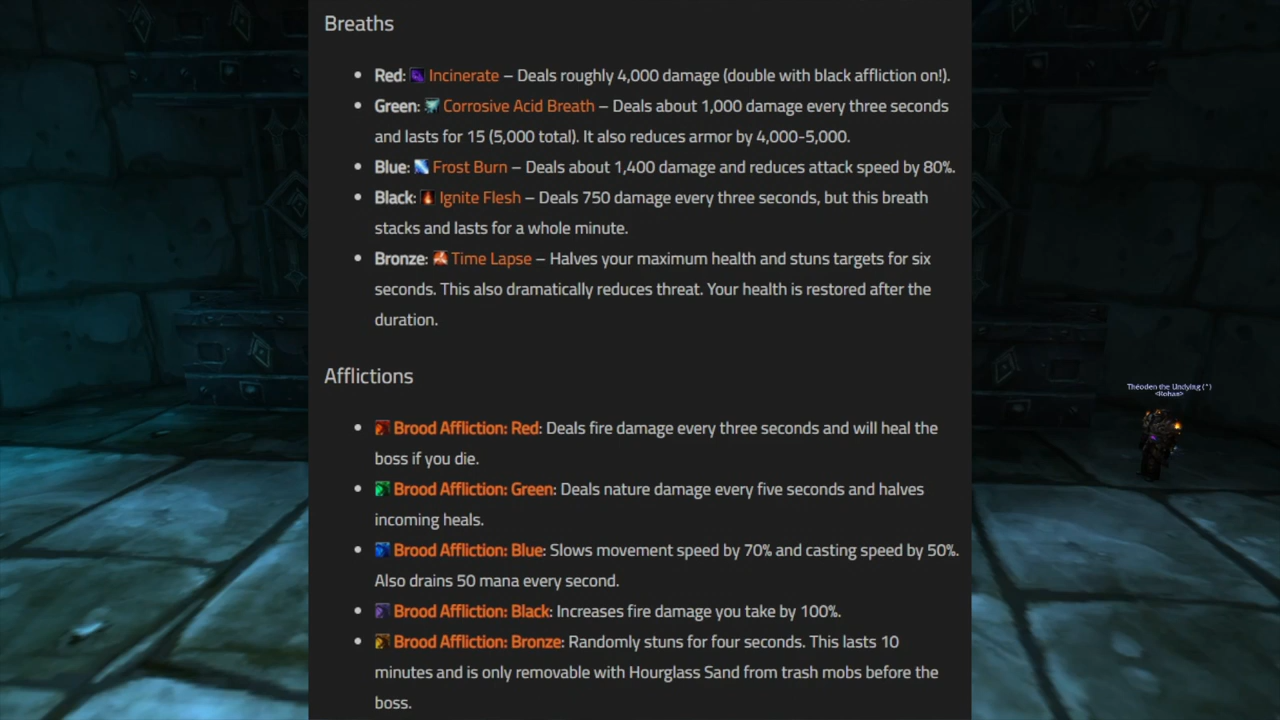 Breaths
Red: Incinerate – Deals roughly 4,000 damage (double with black affliction on!).
Green: Corrosive Acid Breath – Deals about 1,000 damage every three seconds
and lasts for 15 (5,000 total). It also reduces armor by 4,000-5,000.
Blue: Frost Burn – Deals about 1,400 damage and reduces attack speed by 80%.
Black: Ignite Flesh – Deals 750 damage every three seconds, but this breath
stacks and lasts for a whole minute.
Bronze: Time Lapse – Halves your maximum health and stuns targets for six
seconds. This also dramatically reduces threat. Your health is restored after the
duration.
Afflictions
Brood Affliction: Red: Deals fire damage every three seconds and will heal the
boss if you die.
Brood Affliction: Green: Deals nature damage every five seconds and halves
incoming heals.
Brood Affliction: Blue: Slows movement speed by 70% and casting speed by 50%.
Also drains 50 mana every second.
Brood Affliction: Black: Increases fire damage you take by 100%.
Brood Affliction: Bronze: Randomly stuns for four seconds. This lasts 10
minutes and is only removable with Hourglass Sand from trash mobs before the
boss.
Théoden the Undying (*)
<Rohan>